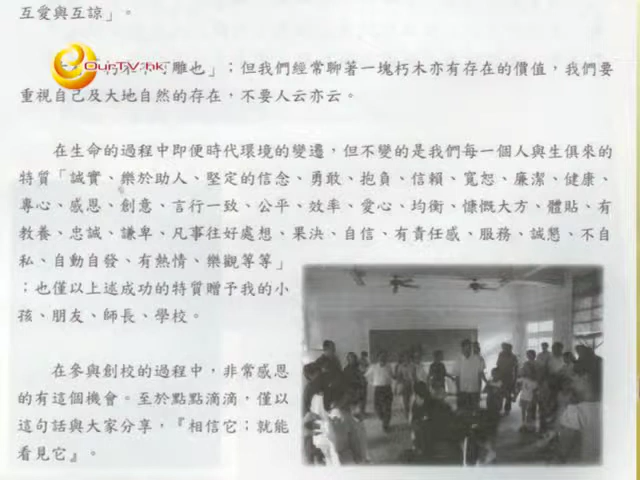 互愛與互諒」。
OurTV.hk
雕也」；但我們經常聊著一塊朽木亦有存在的價值，我們要
重視自己及大地自然的存在，不要人云亦云。
在生命的過程中即便時代環境的變遷，但不變的是我們每一個人與生俱來的
特質「誠實、樂於助人、堅定的信念、勇敢、抱負、信賴、寬恕、廉潔、健康、
專心、感恩、創意、言行一致、公平、效率、愛心、均衡、慷慨大方、體貼、有
教養、忠誠、謙卑、凡事往好處想、果決、自信、有責任感、服務、誠懇、不自
私、自動自發、有熱情、樂觀等等」
；也僅以上述成功的特質贈予我的小
孩、朋友、師長、學校。
在參與創校的過程中，非常感恩
的有這個機會。至於點點滴滴，僅以
這句話與大家分享，『相信它；就能
看見它』。